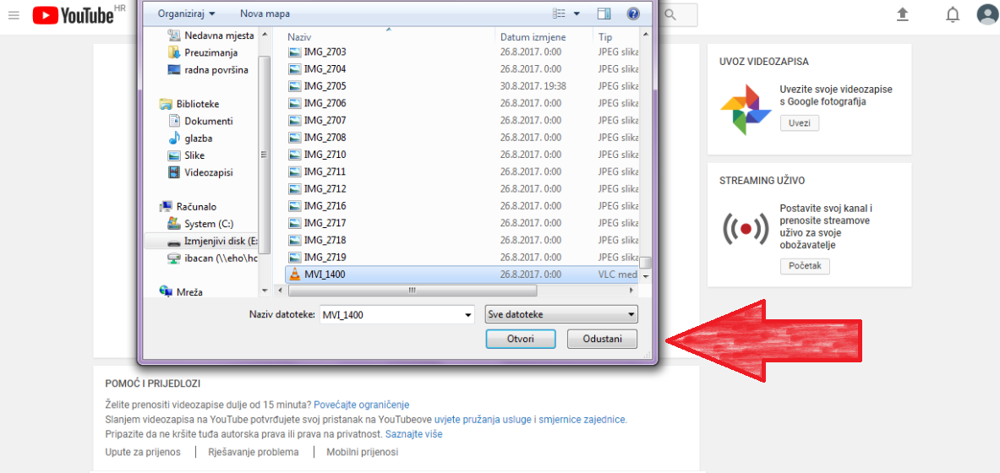 YouTube HR
Organiziraj Nova mapa
Nedavna mjesta
Preuzimanja
radna površina
Biblioteke
Dokumenti
glazba
Slike
Videozapisi
Računalo
System (C:)
Izmjenjivi disk (E:
ibacan (\\eho\hc
Mreža
Naziv Datum izmjene Tip
IMG_2703 26.8.2017. 0:00 JPEG slika
IMG_2704 26.8.2017. 0:00 JPEG slika
IMG_2705 30.8.2017. 19:38 JPEG slika
IMG_2706 26.8.2017. 0:00 JPEG slika
IMG_2707 26.8.2017. 0:00 JPEG slika
IMG_2708 26.8.2017. 0:00 JPEG slika
IMG_2710 26.8.2017. 0:00 JPEG slika
IMG_2711 26.8.2017. 0:00 JPEG slika
IMG_2712 26.8.2017. 0:00 JPEG slika
IMG_2716 26.8.2017. 0:00 JPEG slika
IMG_2717 26.8.2017. 0:00 JPEG slika
IMG_2718 26.8.2017. 0:00 JPEG slika
IMG_2719 26.8.2017. 0:00 JPEG slika
MVI_1400 26.8.2017. 0:00 VLC med
Naziv datoteke: MVI_1400 Sve datoteke
Otvori Odustani
UVOZ VIDEOZAPISA
Uvezite svoje videozapise
s Google fotografija
Uvezi
STREAMING UŽIVO
Postavite svoj kanal i
prenosite streamove
uživo za svoje
obožavatelje
Početak
POMOĆ I PRIJEDLOZI
Želite prenositi videozapise dulje od 15 minuta? Povećajte ograničenje
Slanjem videozapisa na YouTube potvrđujete svoj pristanak na YouTubeove uvjete pružanja usluge i smjernice zajednice.
Pripazite da ne kršite tuđa autorska prava ili prava na privatnost. Saznajte više
Upute za prijenos Rješavanje problema Mobilni prijenosi